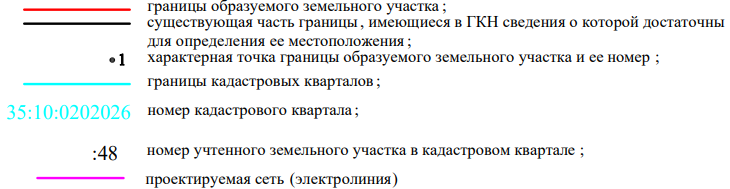 границы образуемого земельного участка;
существующая часть границы, имеющиеся в ГКН сведения о которой достаточны
для определения ее местоположения;
•1 характерная точка границы образуемого земельного участка и ее номер ;
границы кадастровых кварталов;
35:10:0202026 номер кадастрового квартала;
:48 номер учтенного земельного участка в кадастровом квартале ;
проектируемая сеть (электролиния)